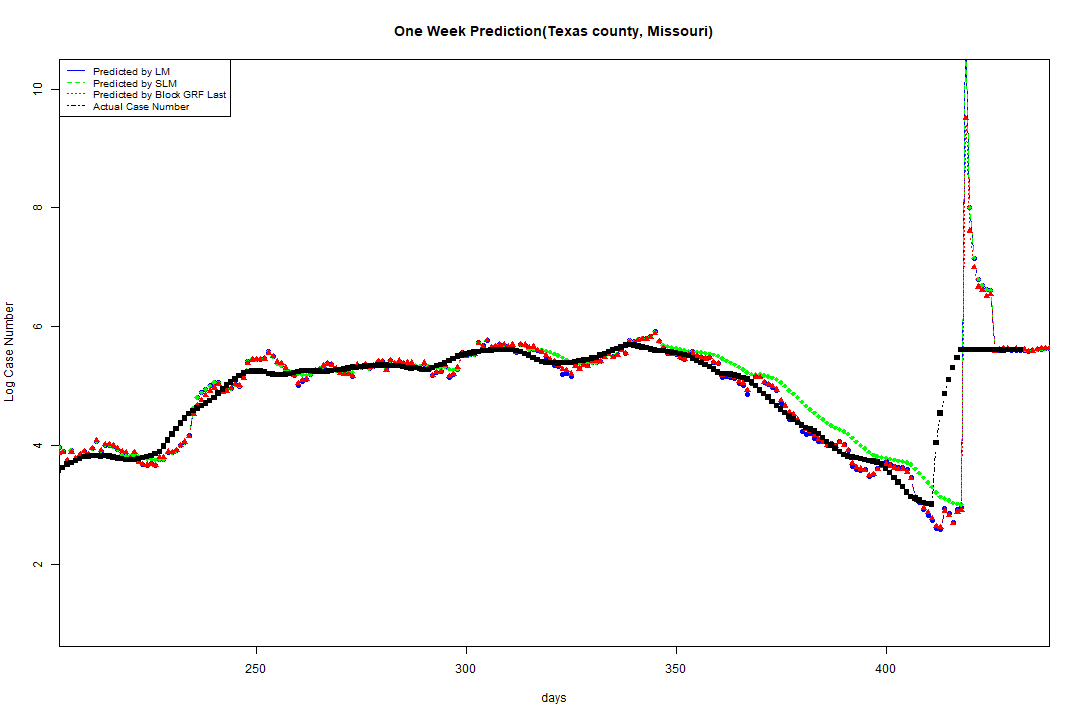 One Week Prediction(Texas county, Missouri)
Predicted by LM
Predicted by SLM
Predicted by Block GRF Last
Actual Case Number
Log Case Number
10
8
6
4
2
250
300
350
400
days